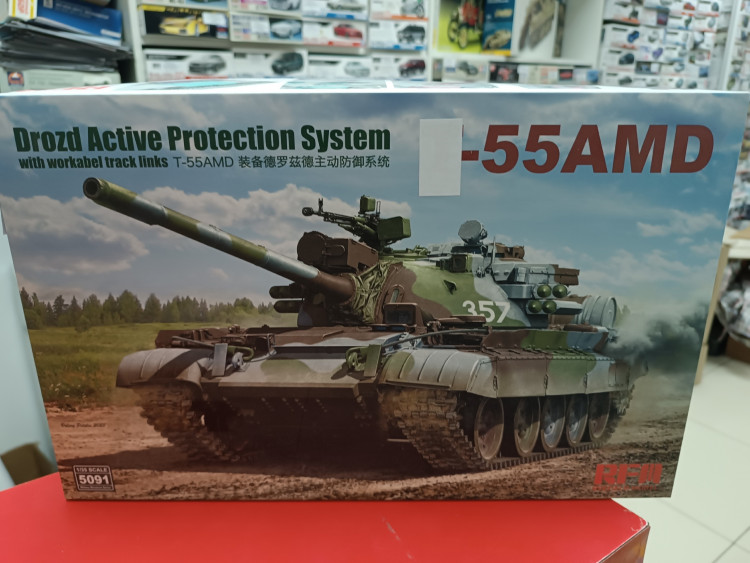 Drozd Active Protection System
with workabel track links T-55AMD 装备德罗兹德主动防御系统
-55AMD
357
1/35 SCALE
5091
RFM